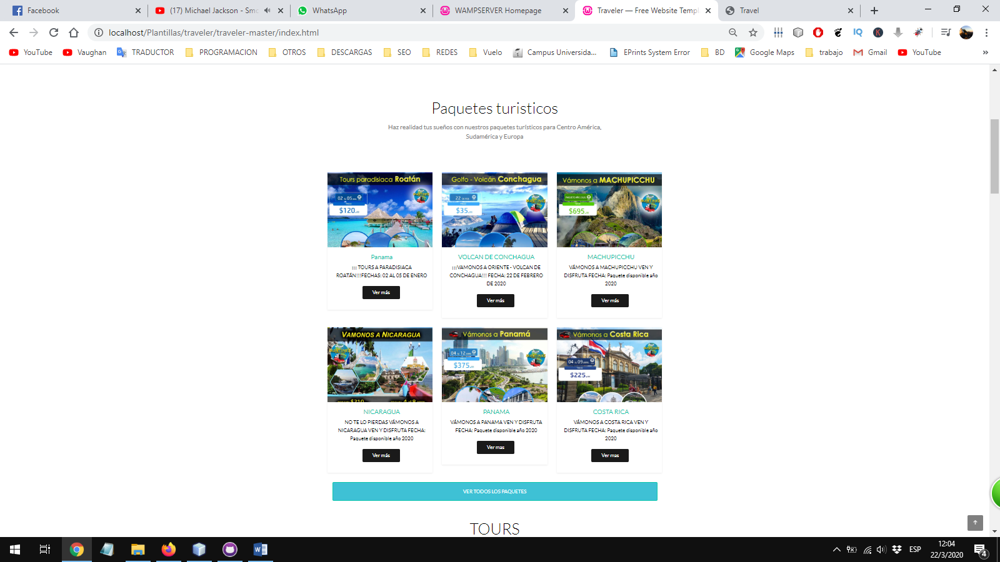 Facebook
(17) Michael Jackson - Smo
WhatsApp
WAMPSERVER Homepage
Traveler — Free Website Templ
Travel
localhost/Plantillas/traveler/traveler-master/index.html
YouTube
Vaughan
TRADUCTOR
PROGRAMACION
OTROS
DESCARGAS
SEO
REDES
Vuelo
Campus Universida...
EPrints System Error
BD
Google Maps
trabajo
Gmail
YouTube
Paquetes turisticos
Haz realidad tus sueños con nuestros paquetes turísticos para Centro América,
Sudamérica y Europa
Tours paradisiaca Roatán
02 AL 05
$120
MARTINEZ
Panama
¡¡¡ TOURS A PARADISIACA
ROATÁN!!!FECHAS: 02 AL 05 DE ENERO
Ver más
Golfo - Volcán Conchagua
22
$35
MARTINEZ
VOLCAN DE CONCHAGUA
¡¡¡VAMONOS A ORIENTE - VOLCAN DE
CONCHAGUA!!! FECHA: 22 DE FEBRERO
DE 2020
Ver más
Vámonos a MACHUPICCHU
$695
MARTINEZ
MACHUPICCHU
VÁMONOS A MACHUPICCHU VEN Y
DISFRUTA FECHA: Paquete disponible año
2020
Ver más
VAMONOS A NICARAGUA
MARTINEZ
$210
NICARAGUA
NO TE LO PIERDAS VÁMONOS A
NICARAGUA VEN Y DISFRUTA FECHA:
Paquete disponible año 2020
Ver más
Vámonos a Panamá
04 AL 12
$375
MARTINEZ
PANAMA
VÁMONOS A PANAMA VEN Y DISFRUTA
FECHA: Paquete disponible año 2020
Ver mas
Vámonos a Costa Rica
04 AL 09
$225
MARTINEZ
COSTA RICA
VÁMONOS A COSTA RICA VEN Y
DISFRUTA FECHA: Paquete disponible año
2020
Ver mas
VER TODOS LOS PAQUETES
TOURS
ESP
12:04
22/3/2020
4